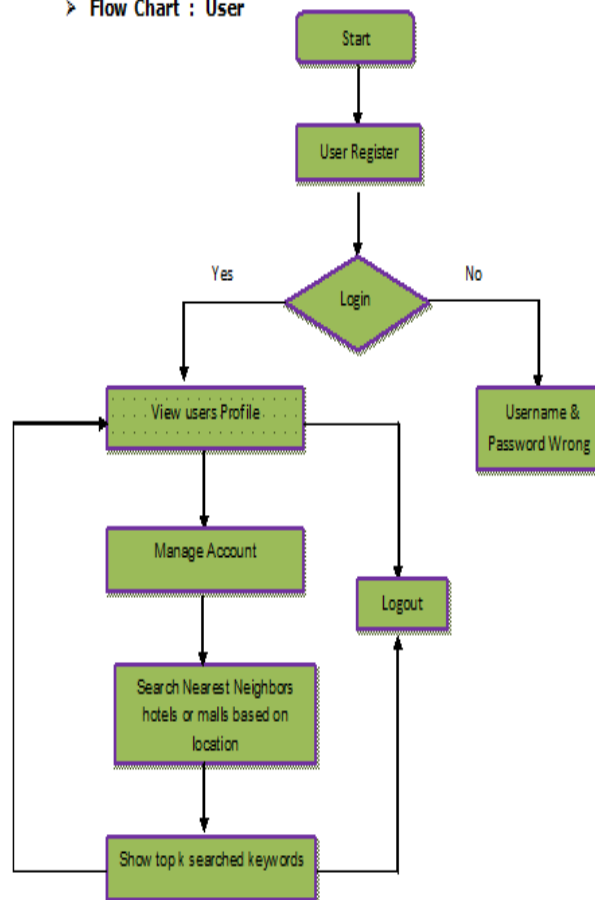 ➢ Flow Chart : User
Start
User Register
Login
Yes
No
View users Profile
Username &
Password Wrong
Manage Account
Logout
Search Nearest Neighbors
hotels or malls based on
location
Show top k searched keywords